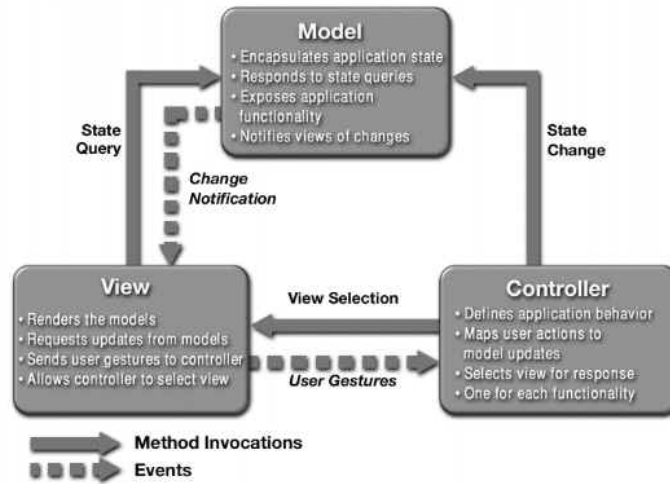 Model
• Encapsulates application state
• Responds to state queries
• Exposes application
functionality
• Notifies views of changes
State
Query
Change
Notification
State
Change
View
• Renders the models
• Requests updates from models
• Sends user gestures to controller
• Allows controller to select view
View Selection
User Gestures
Controller
• Defines application behavior
• Maps user actions to
model updates
• Selects view for response
• One for each functionality
Method Invocations
Events